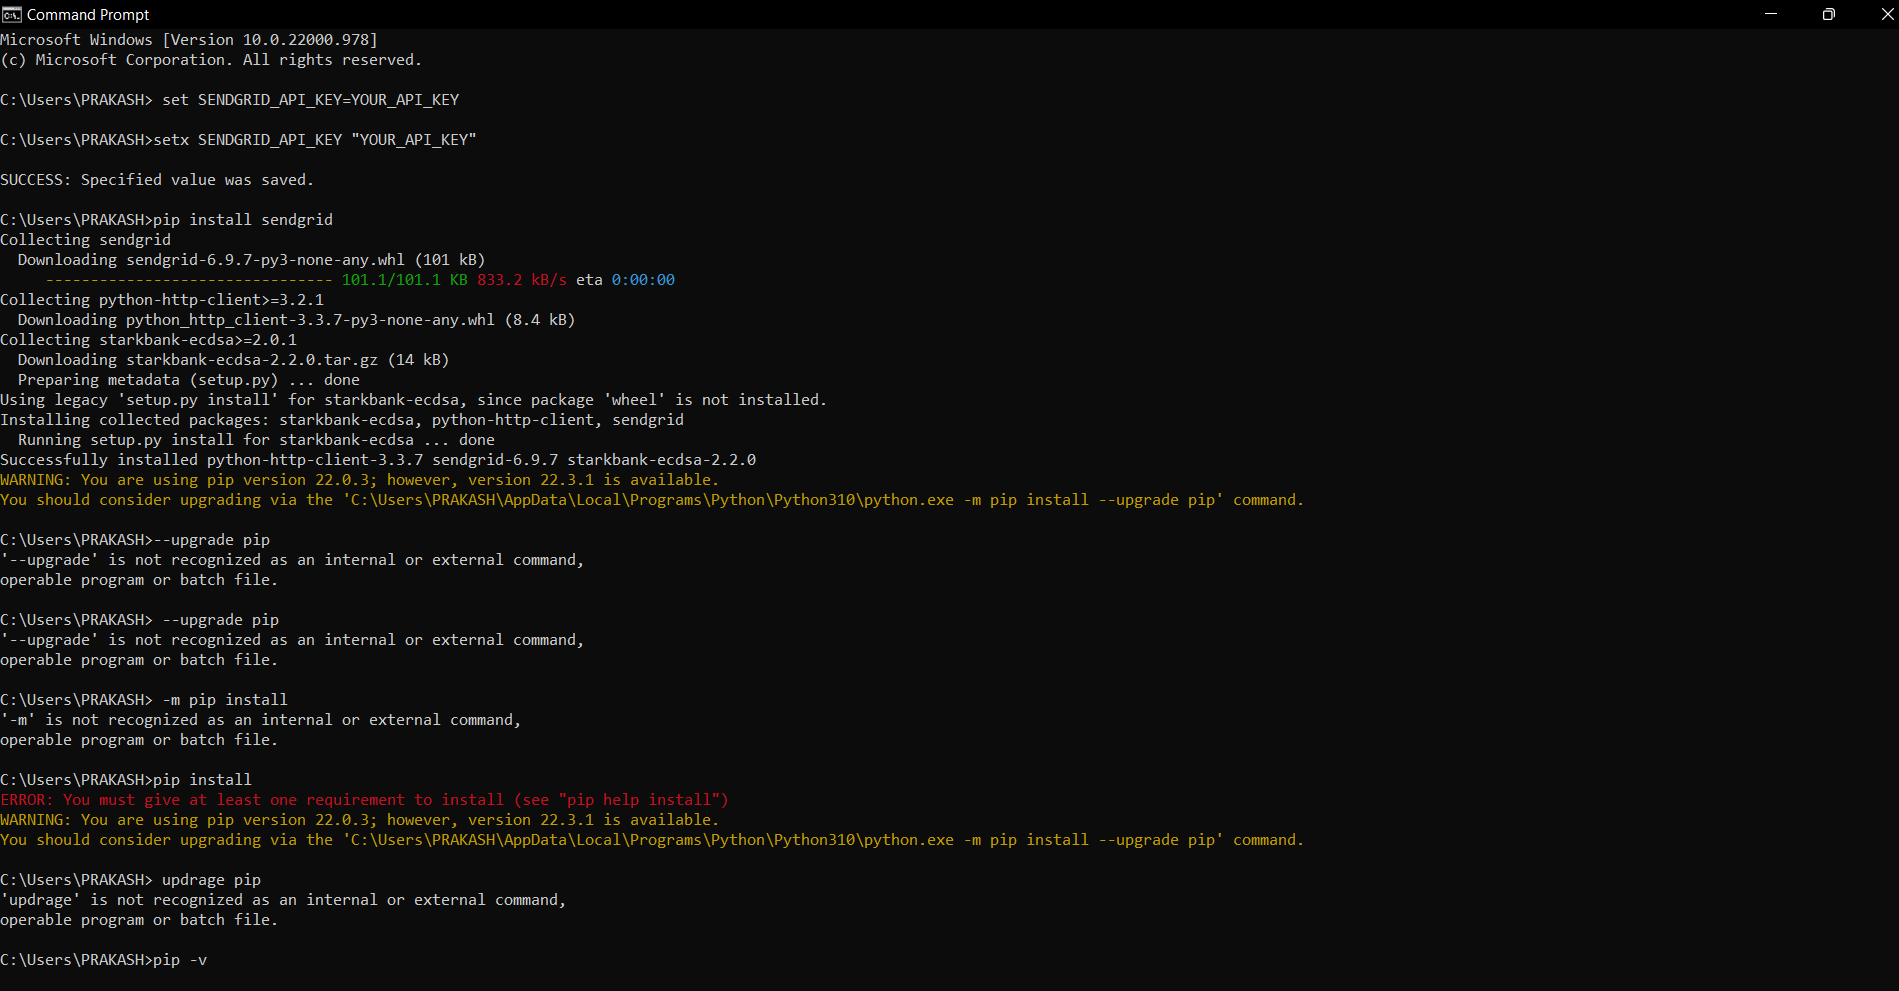 Command Prompt
Microsoft Windows [Version 10.0.22000.978]
(c) Microsoft Corporation. All rights reserved.
C:\Users\PRAKASH> set SENDGRID_API_KEY=YOUR_API_KEY
C:\Users\PRAKASH>setx SENDGRID_API_KEY "YOUR_API_KEY"
SUCCESS: Specified value was saved.
C:\Users\PRAKASH>pip install sendgrid
Collecting sendgrid
  Downloading sendgrid-6.9.7-py3-none-any.whl (101 kB)
     -------------------------------- 101.1/101.1 KB 833.2 kB/s eta 0:00:00
Collecting python-http-client>=3.2.1
  Downloading python_http_client-3.3.7-py3-none-any.whl (8.4 kB)
Collecting starkbank-ecdsa>=2.0.1
  Downloading starkbank-ecdsa-2.2.0.tar.gz (14 kB)
  Preparing metadata (setup.py) ... done
Using legacy 'setup.py install' for starkbank-ecdsa, since package 'wheel' is not installed.
Installing collected packages: starkbank-ecdsa, python-http-client, sendgrid
  Running setup.py install for starkbank-ecdsa ... done
Successfully installed python-http-client-3.3.7 sendgrid-6.9.7 starkbank-ecdsa-2.2.0
WARNING: You are using pip version 22.0.3; however, version 22.3.1 is available.
You should consider upgrading via the 'C:\Users\PRAKASH\AppData\Local\Programs\Python\Python310\python.exe -m pip install --upgrade pip' command.
C:\Users\PRAKASH>--upgrade pip
'--upgrade' is not recognized as an internal or external command,
operable program or batch file.
C:\Users\PRAKASH> --upgrade pip
'--upgrade' is not recognized as an internal or external command,
operable program or batch file.
C:\Users\PRAKASH> -m pip install
'-m' is not recognized as an internal or external command,
operable program or batch file.
C:\Users\PRAKASH>pip install
ERROR: You must give at least one requirement to install (see "pip help install")
WARNING: You are using pip version 22.0.3; however, version 22.3.1 is available.
You should consider upgrading via the 'C:\Users\PRAKASH\AppData\Local\Programs\Python\Python310\python.exe -m pip install --upgrade pip' command.
C:\Users\PRAKASH> updrage pip
'updrage' is not recognized as an internal or external command,
operable program or batch file.
C:\Users\PRAKASH>pip -v